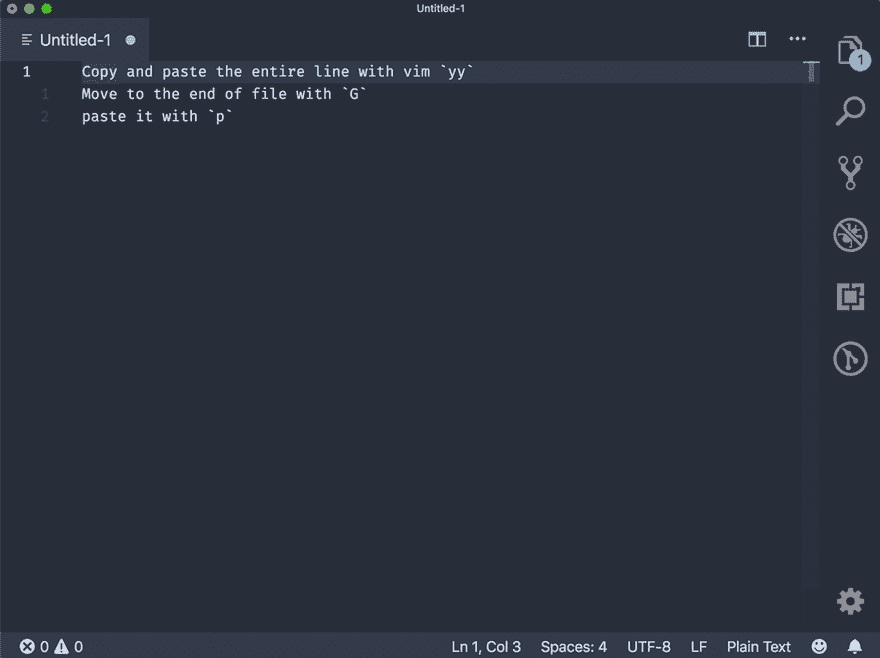 Untitled-1
Untitled-1
1 Copy and paste the entire line with vim `yy`
1 Move to the end of file with `G`
2 paste it with `p`
1
0 0 Ln 1, Col 3 Spaces: 4 UTF-8 LF Plain Text